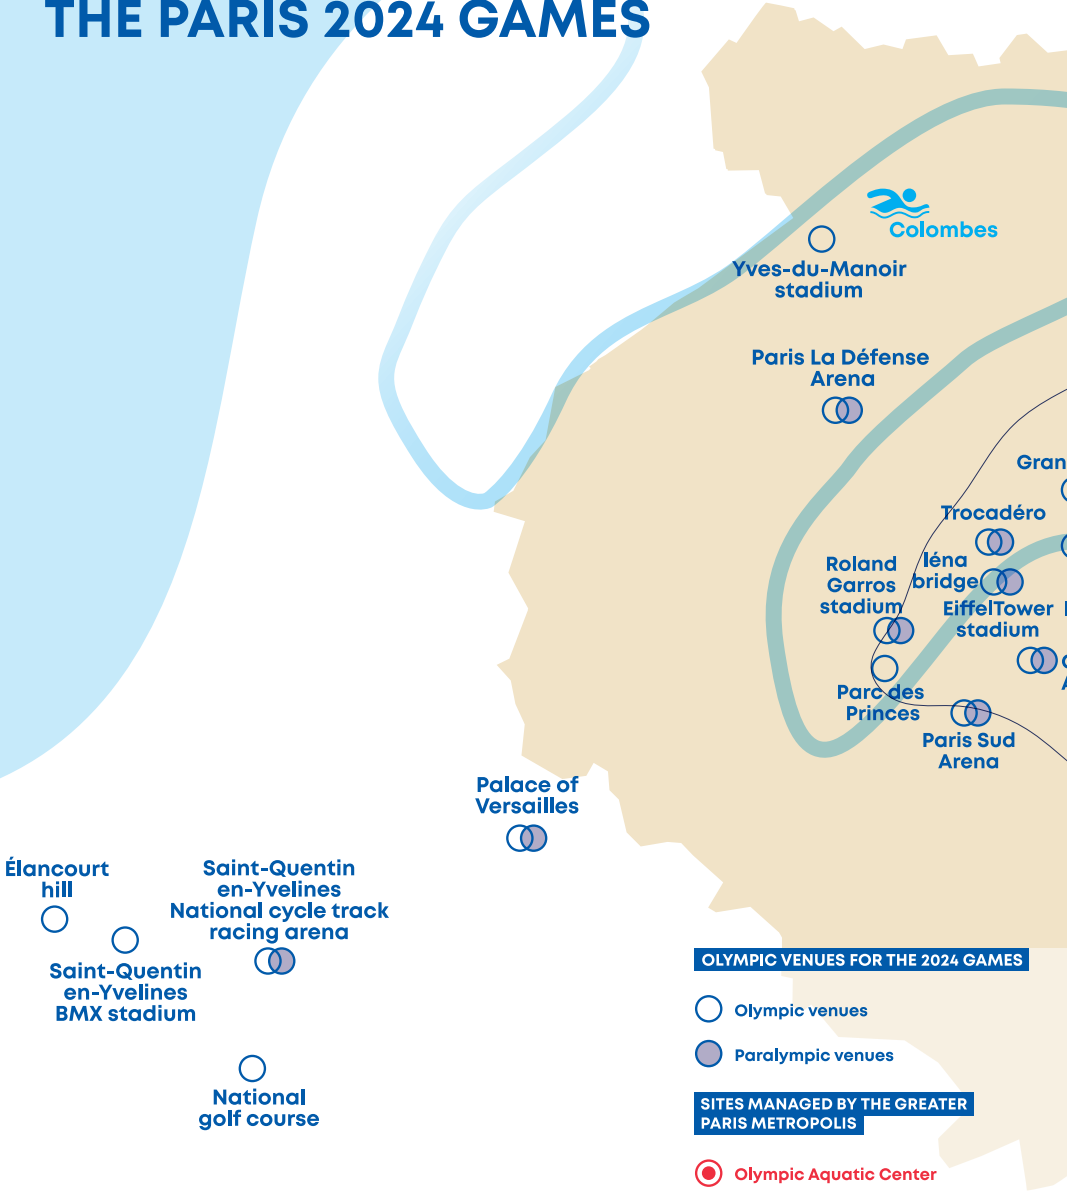 THE PARIS 2024 GAMES
Colombes
Yves-du-Manoir
stadium
Paris La Défense
Arena
Gran
Trocadéro
Iéna
bridge
Roland
Garros
stadium
EiffelTower
stadium
Parc des
Princes
Paris Sud
Arena
Palace of
Versailles
Élancourt
hill
Saint-Quentin
en-Yvelines
National cycle track
racing arena
Saint-Quentin
en-Yvelines
BMX stadium
National
golf course
OLYMPIC VENUES FOR THE 2024 GAMES
Olympic venues
Paralympic venues
SITES MANAGED BY THE GREATER
PARIS METROPOLIS
Olympic Aquatic Center